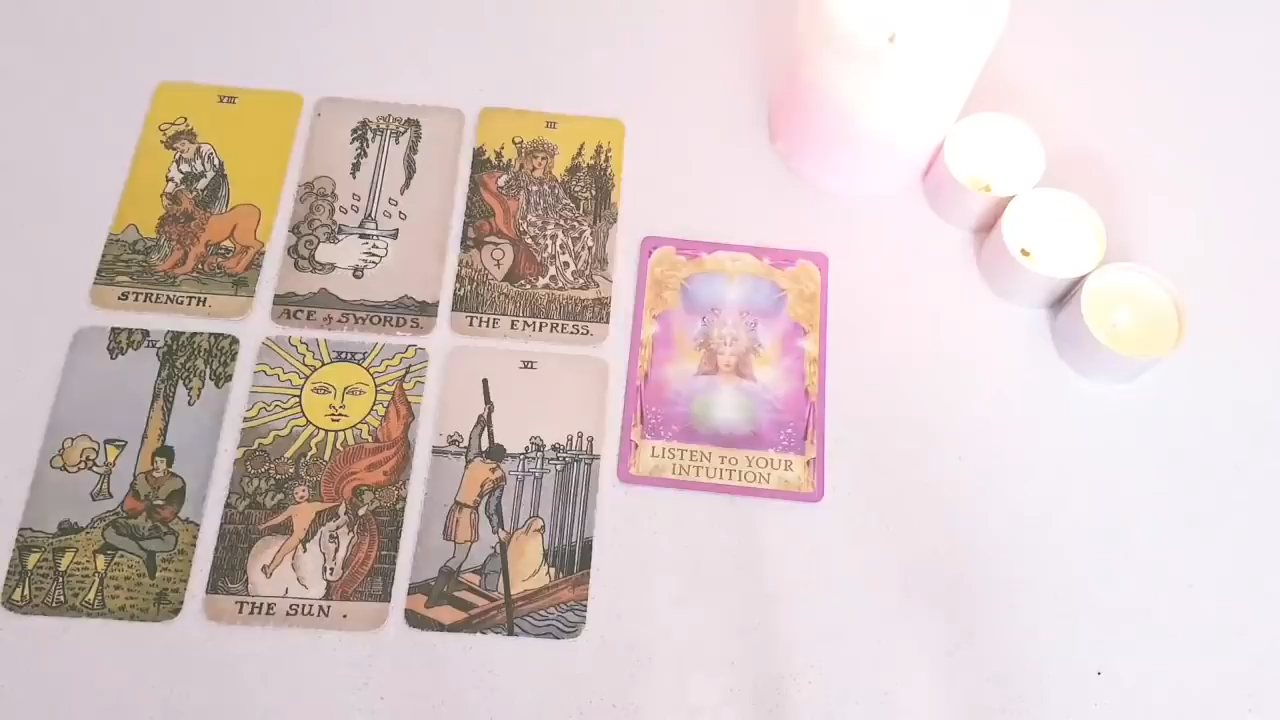 VIII
STRENGTH.
ACE of SWORDS.
III
THE EMPRESS.
IV
XIX
THE SUN .
VI
LISTEN TO YOUR
INTUITION